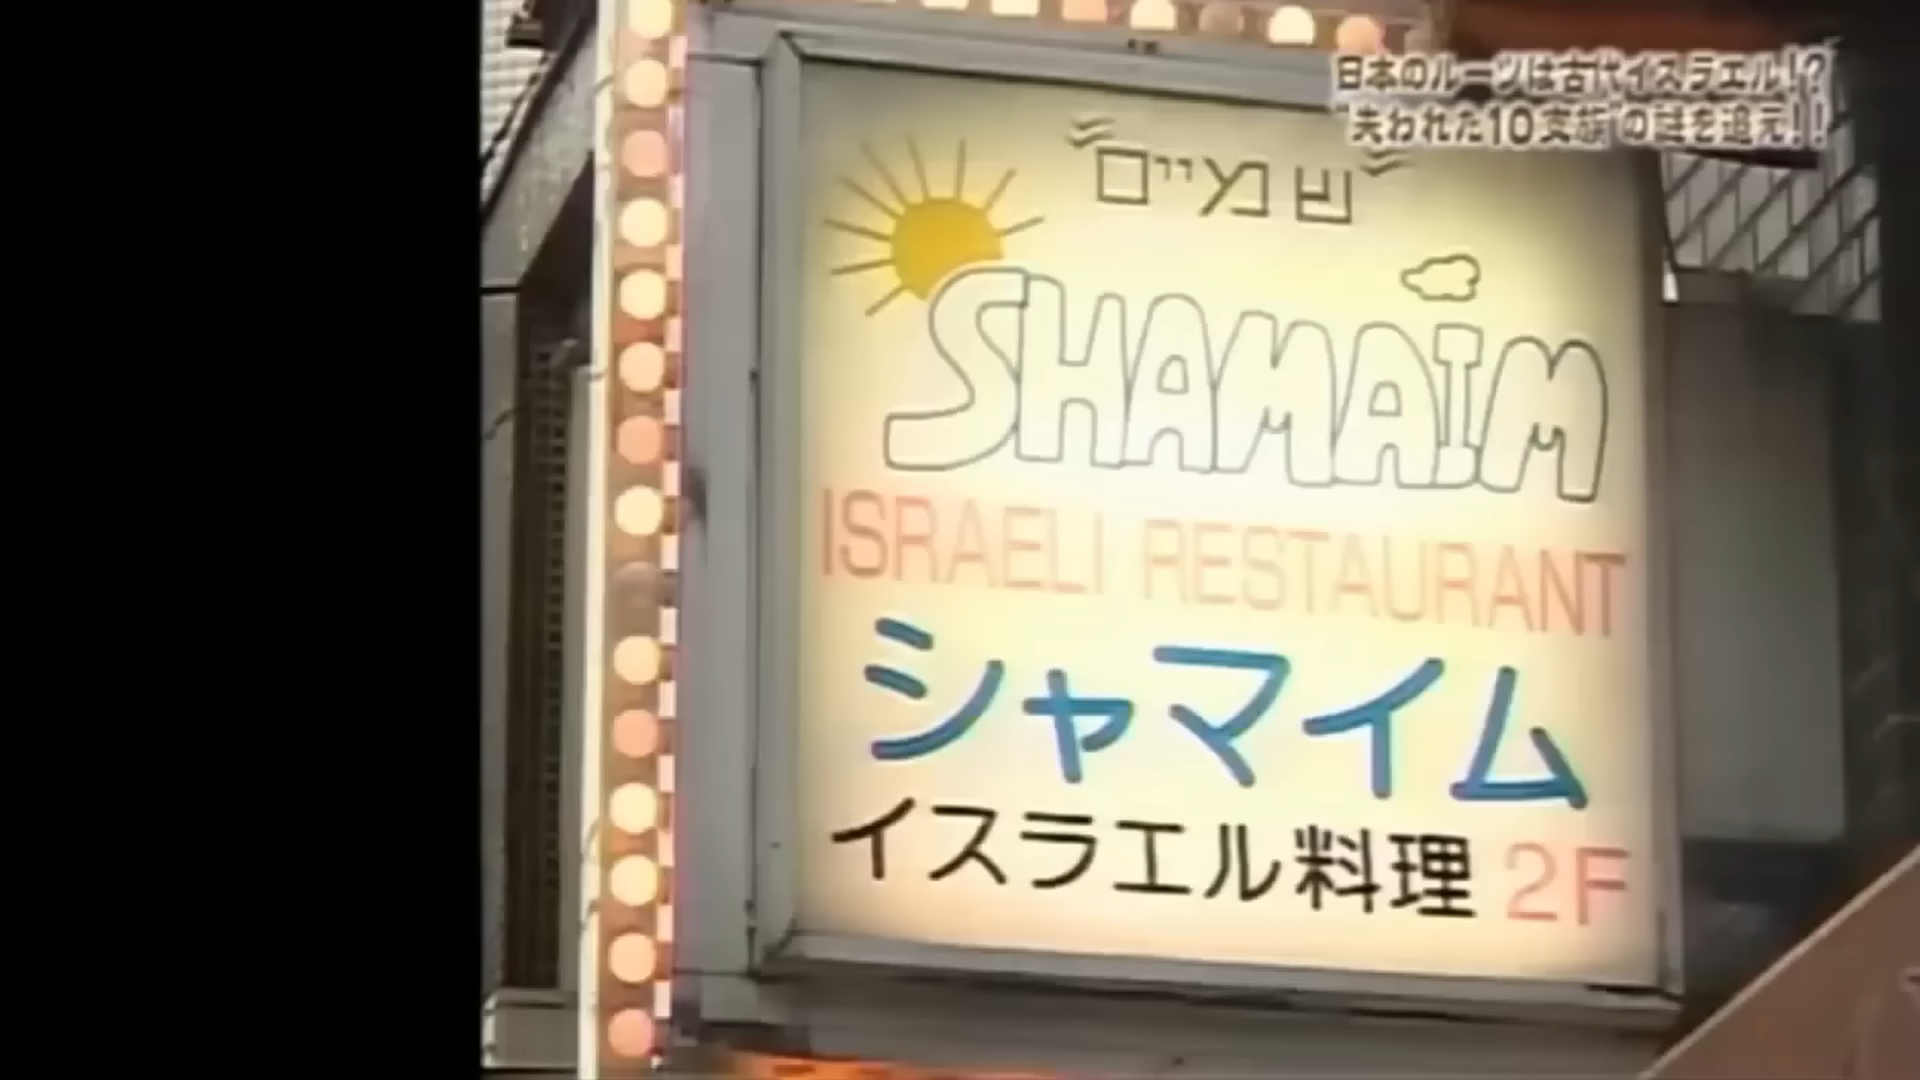 日本のルーツは古代イスラエル!?
"失われた10支族"の謎を追え!!
"שמיים"
SHAMAIM
ISRAELI RESTAURANT
シャマイム
イスラエル料理 2F